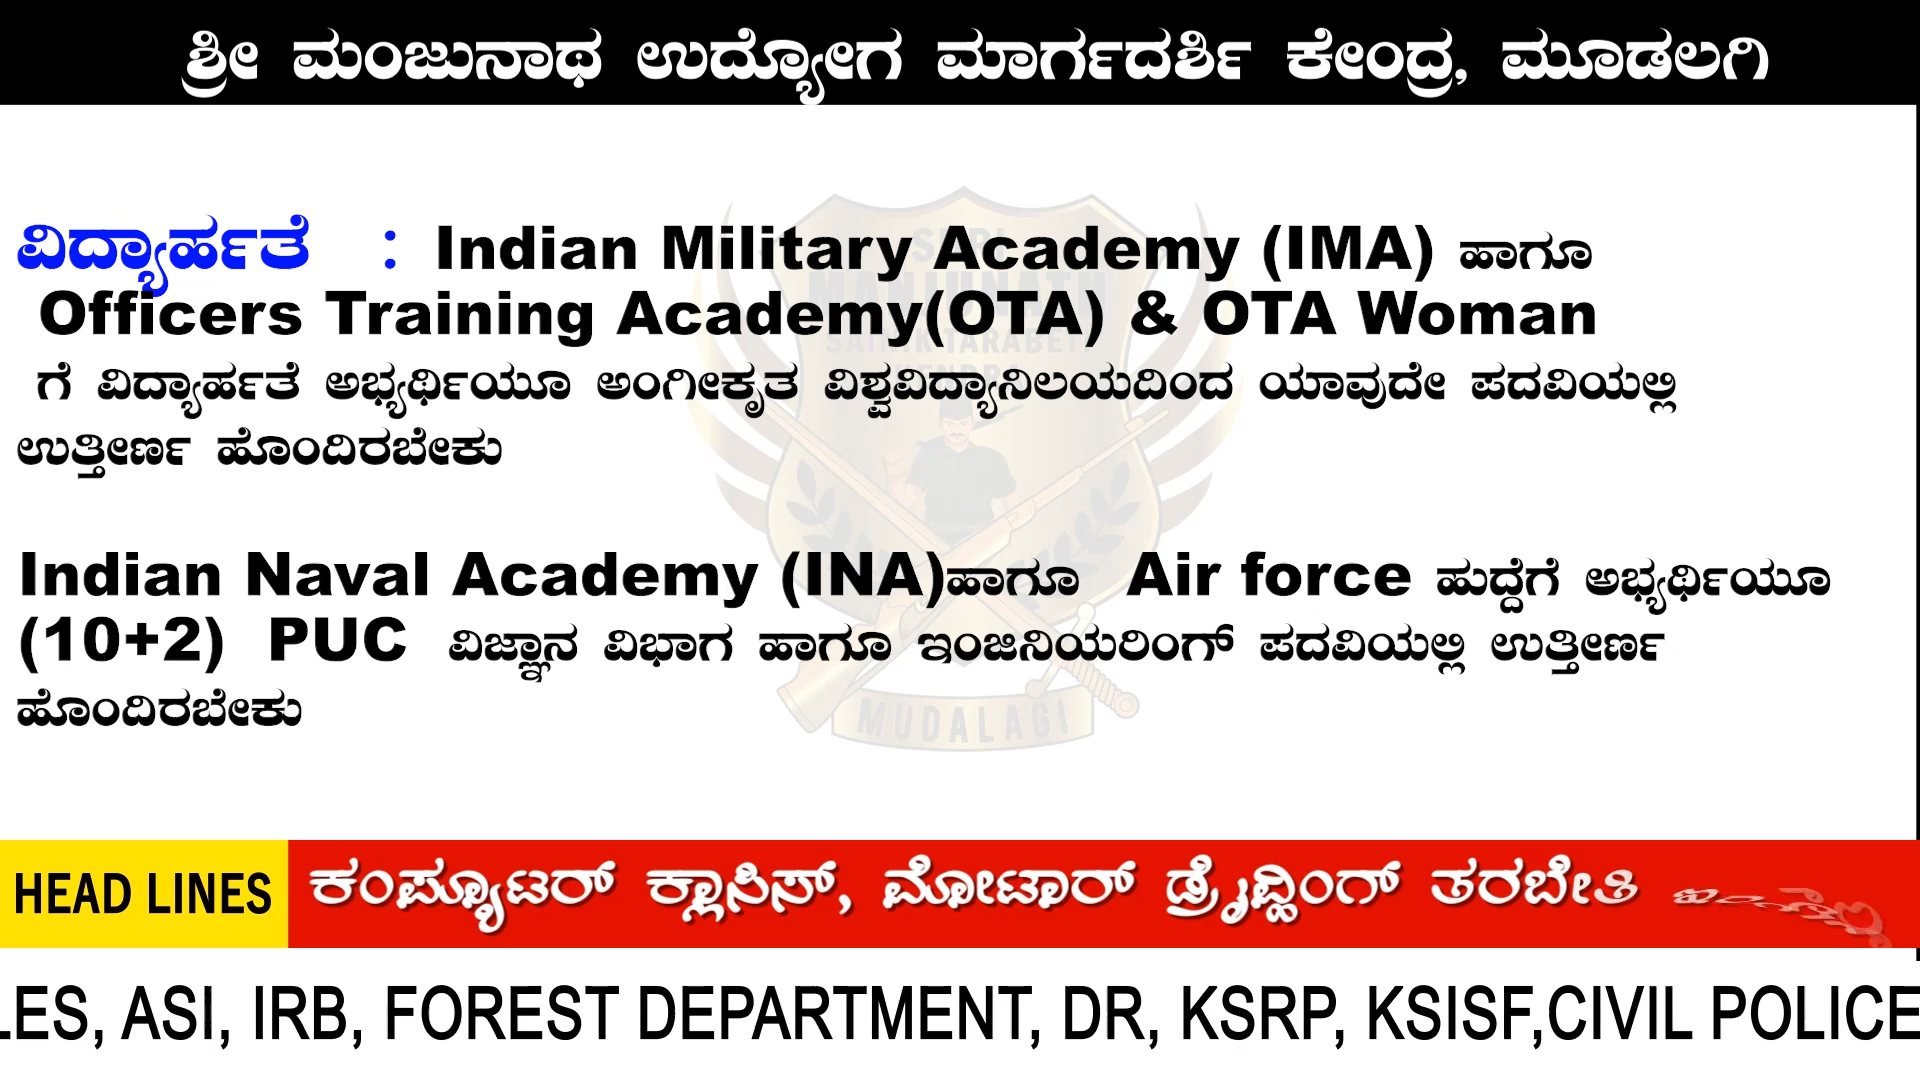 ಶ್ರೀ ಮಂಜುನಾಥ ಉದ್ಯೋಗ ಮಾರ್ಗದರ್ಶಿ ಕೇಂದ್ರ, ಮೂಡಲಗಿ
ವಿದ್ಯಾರ್ಹತೆ : Indian Military Academy (IMA) ಹಾಗೂ
Officers Training Academy(OTA) & OTA Woman
ಗೆ ವಿದ್ಯಾರ್ಹತೆ ಅಭ್ಯರ್ಥಿಯೂ ಅಂಗೀಕೃತ ವಿಶ್ವವಿದ್ಯಾನಿಲಯದಿಂದ ಯಾವುದೇ ಪದವಿಯಲ್ಲಿ
ಉತ್ತೀರ್ಣ ಹೊಂದಿರಬೇಕು
Indian Naval Academy (INA)ಹಾಗೂ Air force ಹುದ್ದೆಗೆ ಅಭ್ಯರ್ಥಿಯೂ
(10+2) PUC ವಿಜ್ಞಾನ ವಿಭಾಗ ಹಾಗೂ ಇಂಜಿನಿಯರಿಂಗ್ ಪದವಿಯಲ್ಲಿ ಉತ್ತೀರ್ಣ
ಹೊಂದಿರಬೇಕು
MUDALAGI
HEAD LINES ಕಂಪ್ಯೂಟರ್ ಕ್ಲಾಸಿಸ್, ಮೋಟಾರ್ ಡ್ರೈವ್ಹಿಂಗ್ ತರಬೇತಿ
LES, ASI, IRB, FOREST DEPARTMENT, DR, KSRP, KSISF,CIVIL POLICE